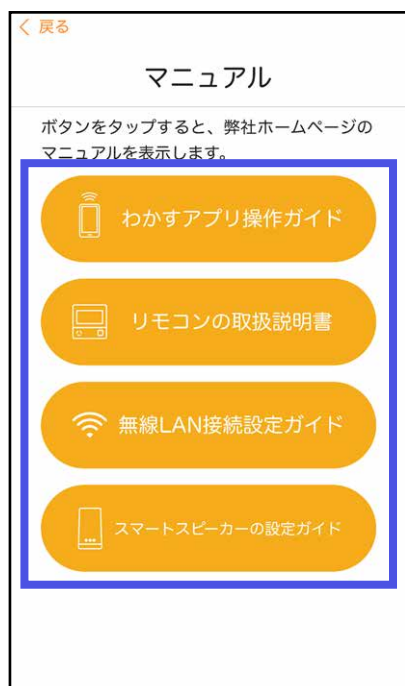 < 戻る
マニュアル
ボタンをタップすると、弊社ホームページの
マニュアルを表示します。
わかすアプリ操作ガイド
リモコンの取扱説明書
無線LAN接続設定ガイド
スマートスピーカーの設定ガイド